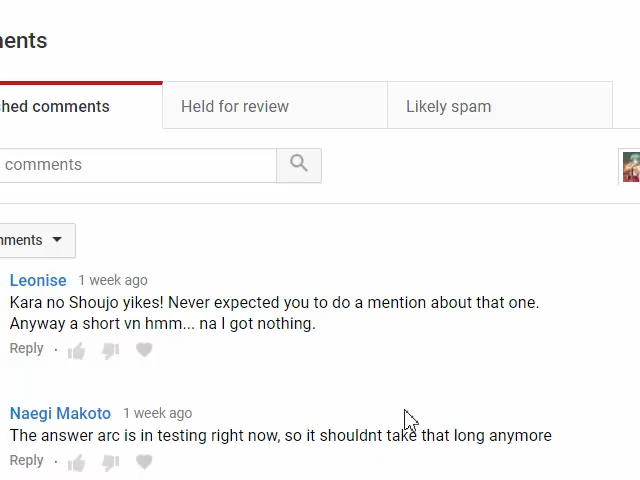 ents
hed comments
Held for review
Likely spam
comments
ments
Leonise 1 week ago
Kara no Shoujo yikes! Never expected you to do a mention about that one.
Anyway a short vn hmm... na I got nothing.
Reply
Naegi Makoto 1 week ago
The answer arc is in testing right now, so it shouldnt take that long anymore
Reply